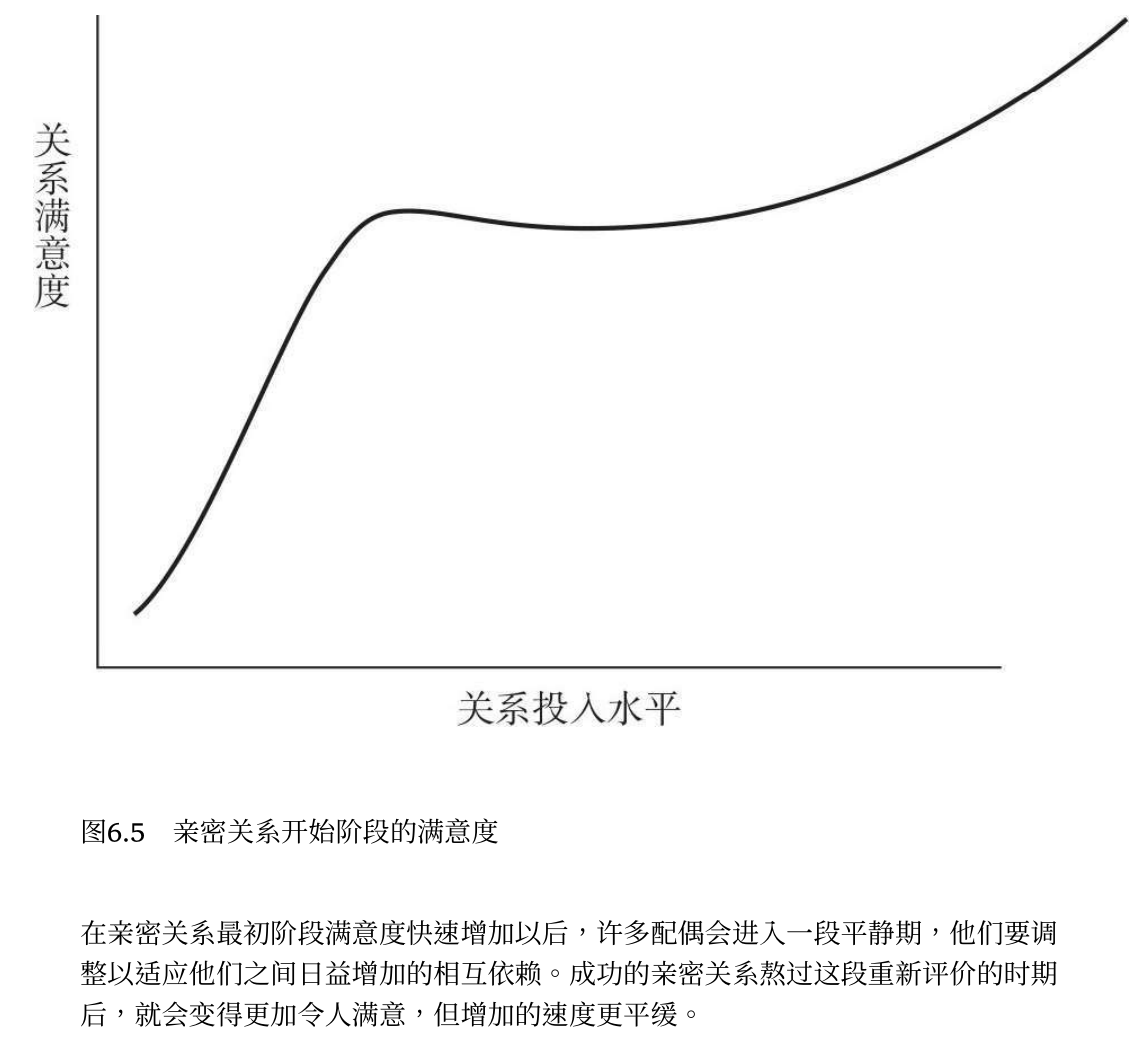 关系满意度
关系投入水平
图6.5　亲密关系开始阶段的满意度
在亲密关系最初阶段满意度快速增加以后，许多配偶会进入一段平静期，他们要调
整以适应他们之间日益增加的相互依赖。成功的亲密关系熬过这段重新评价的时期
后，就会变得更加令人满意，但增加的速度更平缓。